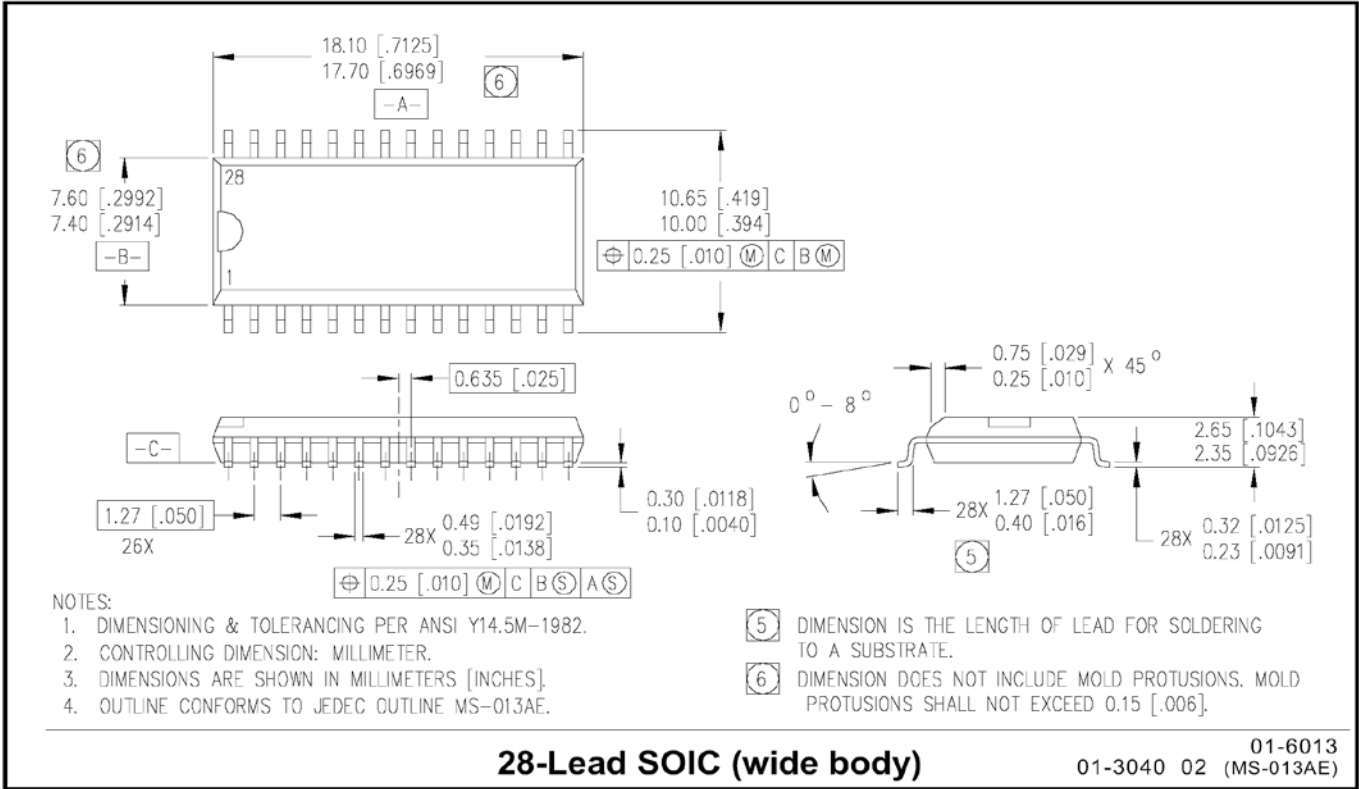 18.10 [.7125]
17.70 [.6969]
6
-A-
6
7.60 [.2992]
7.40 [.2914]
-B-
28
1
10.65 [.419]
10.00 [.394]
⌖ 0.25 [.010] Ⓜ C B Ⓜ
0.635 [.025]
-C-
1.27 [.050]
26X
28X 0.49 [.0192]
0.35 [.0138]
⌖ 0.25 [.010] Ⓜ C B Ⓢ A Ⓢ
0.30 [.0118]
0.10 [.0040]
0.75 [.029]
0.25 [.010]
X 45°
0° - 8°
2.65 [.1043]
2.35 [.0926]
28X 1.27 [.050]
0.40 [.016]
5
28X 0.32 [.0125]
0.23 [.0091]
NOTES:
1. DIMENSIONING & TOLERANCING PER ANSI Y14.5M-1982.
2. CONTROLLING DIMENSION: MILLIMETER.
3. DIMENSIONS ARE SHOWN IN MILLIMETERS [INCHES].
4. OUTLINE CONFORMS TO JEDEC OUTLINE MS-013AE.
5 DIMENSION IS THE LENGTH OF LEAD FOR SOLDERING
TO A SUBSTRATE.
6 DIMENSION DOES NOT INCLUDE MOLD PROTUSIONS. MOLD
PROTUSIONS SHALL NOT EXCEED 0.15 [.006].
28-Lead SOIC (wide body)
01-6013
01-3040 02 (MS-013AE)